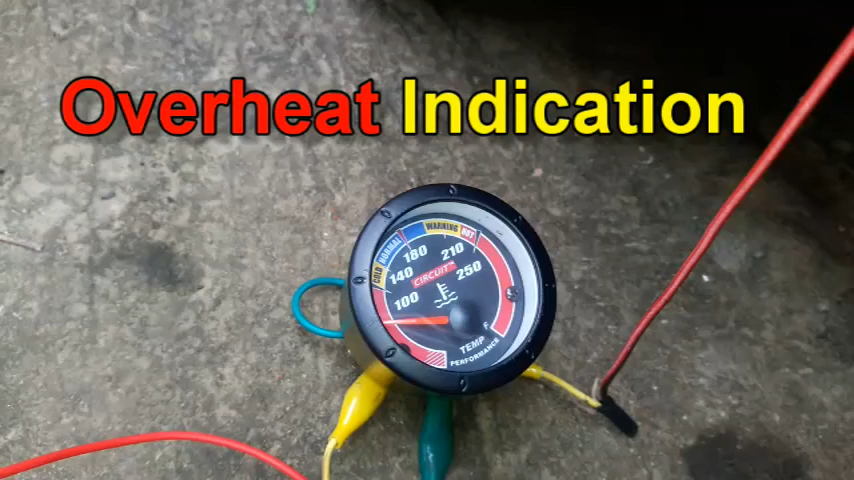 Overheat Indication
COLD NORMAL WARNING HOT
180 210
140 250
100
CIRCUIT
F
TEMP
PERFORMANCE